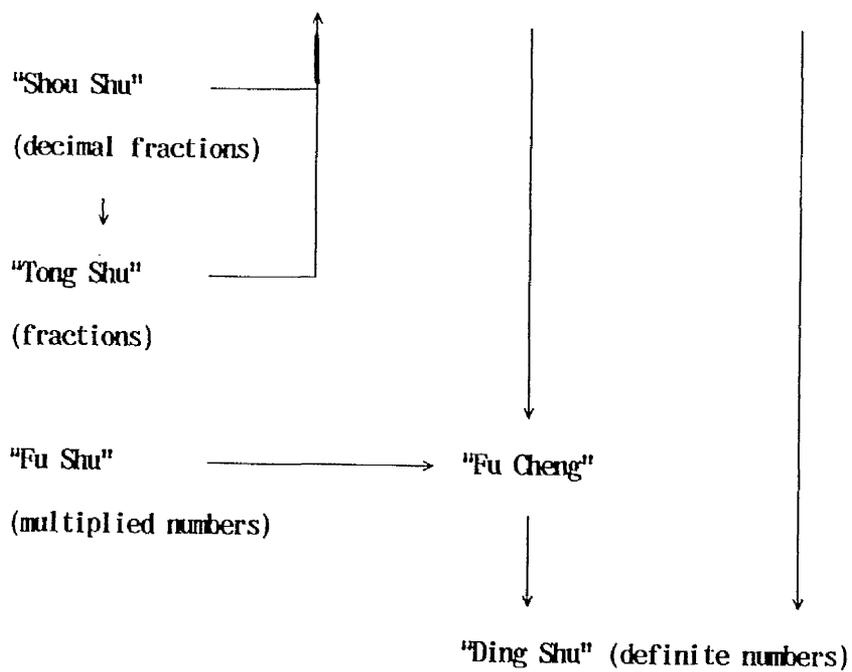 "Shou Shu"
(decimal fractions)
"Tong Shu"
(fractions)
"Fu Shu" "Fu Cheng"
(multiplied numbers)
"Ding Shu" (definite numbers)